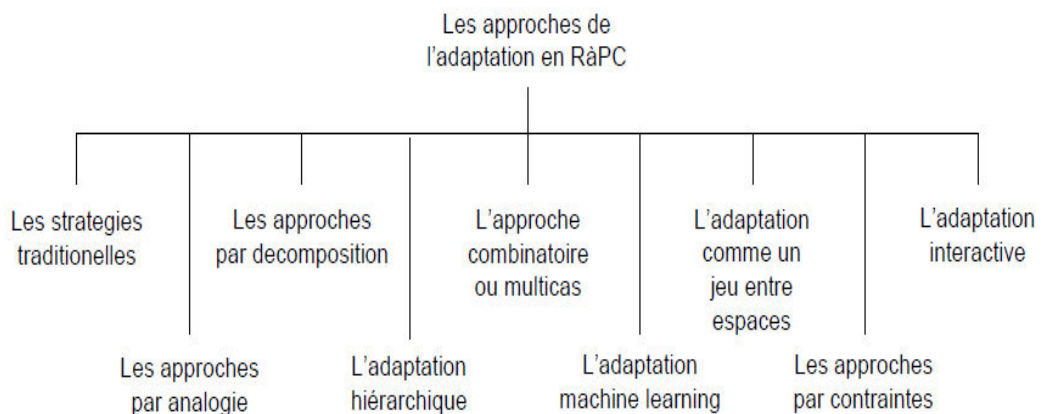 Les approches de
l'adaptation en RàPC
Les strategies
traditionelles
Les approches
par decomposition
L'approche
combinatoire
ou multicas
L'adaptation
comme un
jeu entre
espaces
L'adaptation
interactive
Les approches
par analogie
L'adaptation
hiérarchique
L'adaptation
machine learning
Les approches
par contraintes